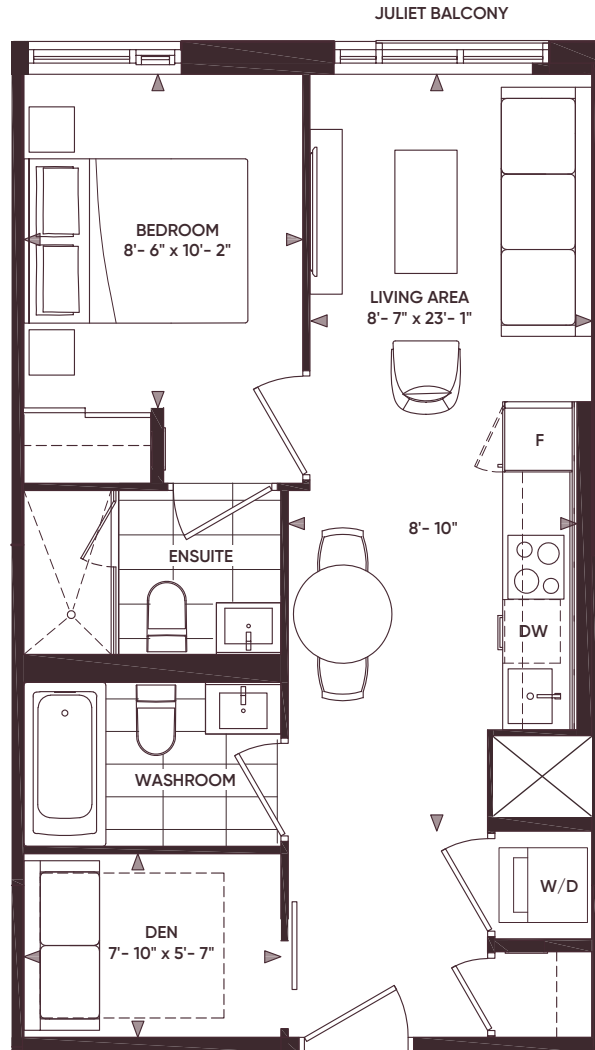 JULIET BALCONY
BEDROOM
8'- 6" x 10'- 2"
LIVING AREA
8'- 7" x 23'- 1"
F
8'- 10"
ENSUITE
DW
WASHROOM
W/D
DEN
7'- 10" x 5'- 7"